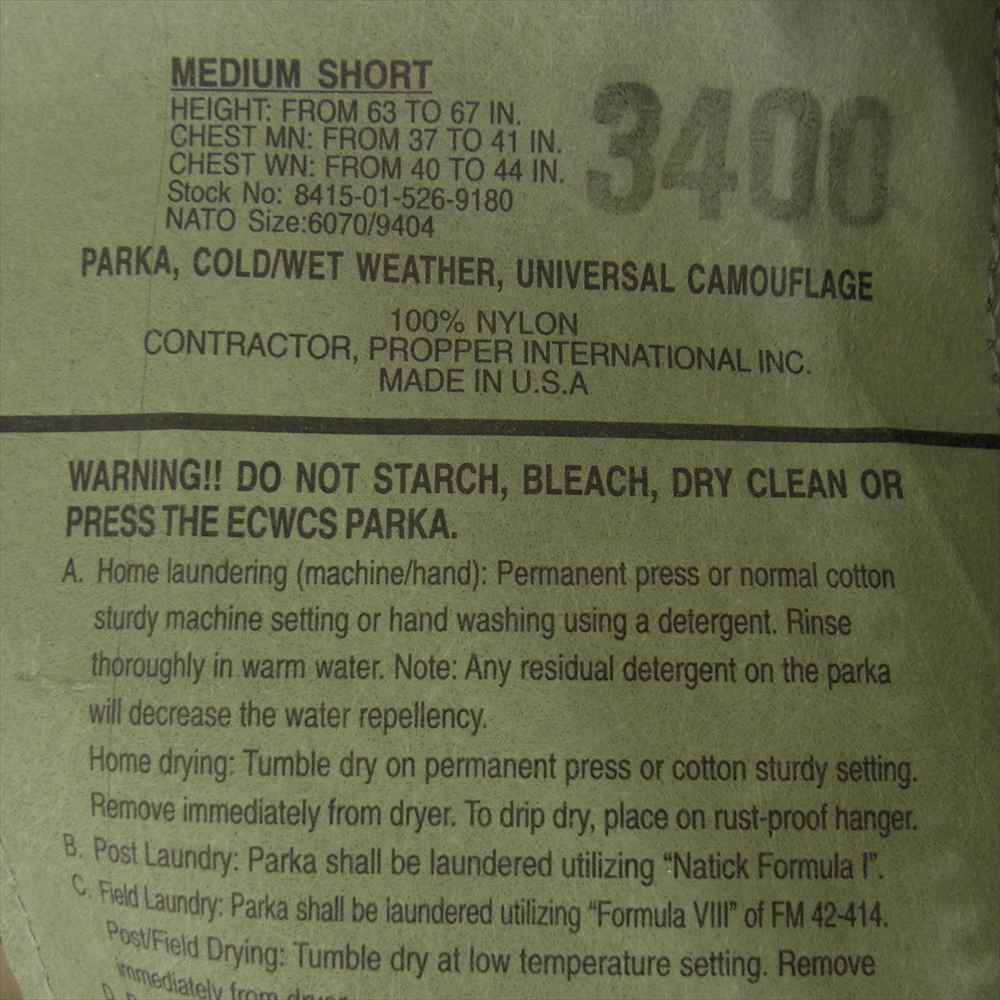 MEDIUM SHORT
HEIGHT: FROM 63 TO 67 IN.
CHEST MN: FROM 37 TO 41 IN.
CHEST WN: FROM 40 TO 44 IN.
Stock No: 8415-01-526-9180
NATO Size:6070/9404
3400
PARKA, COLD/WET WEATHER, UNIVERSAL CAMOUFLAGE
100% NYLON
CONTRACTOR, PROPPER INTERNATIONAL INC.
MADE IN U.S.A
WARNING!! DO NOT STARCH, BLEACH, DRY CLEAN OR
PRESS THE ECWCS PARKA.
A. Home laundering (machine/hand): Permanent press or normal cotton
sturdy machine setting or hand washing using a detergent. Rinse
thoroughly in warm water. Note: Any residual detergent on the parka
will decrease the water repellency.
Home drying: Tumble dry on permanent press or cotton sturdy setting.
Remove immediately from dryer. To drip dry, place on rust-proof hanger.
B. Post Laundry: Parka shall be laundered utilizing “Natick Formula I”.
C. Field Laundry: Parka shall be laundered utilizing “Formula VIII” of FM 42-414.
Post/Field Drying: Tumble dry at low temperature setting. Remove
immediately from